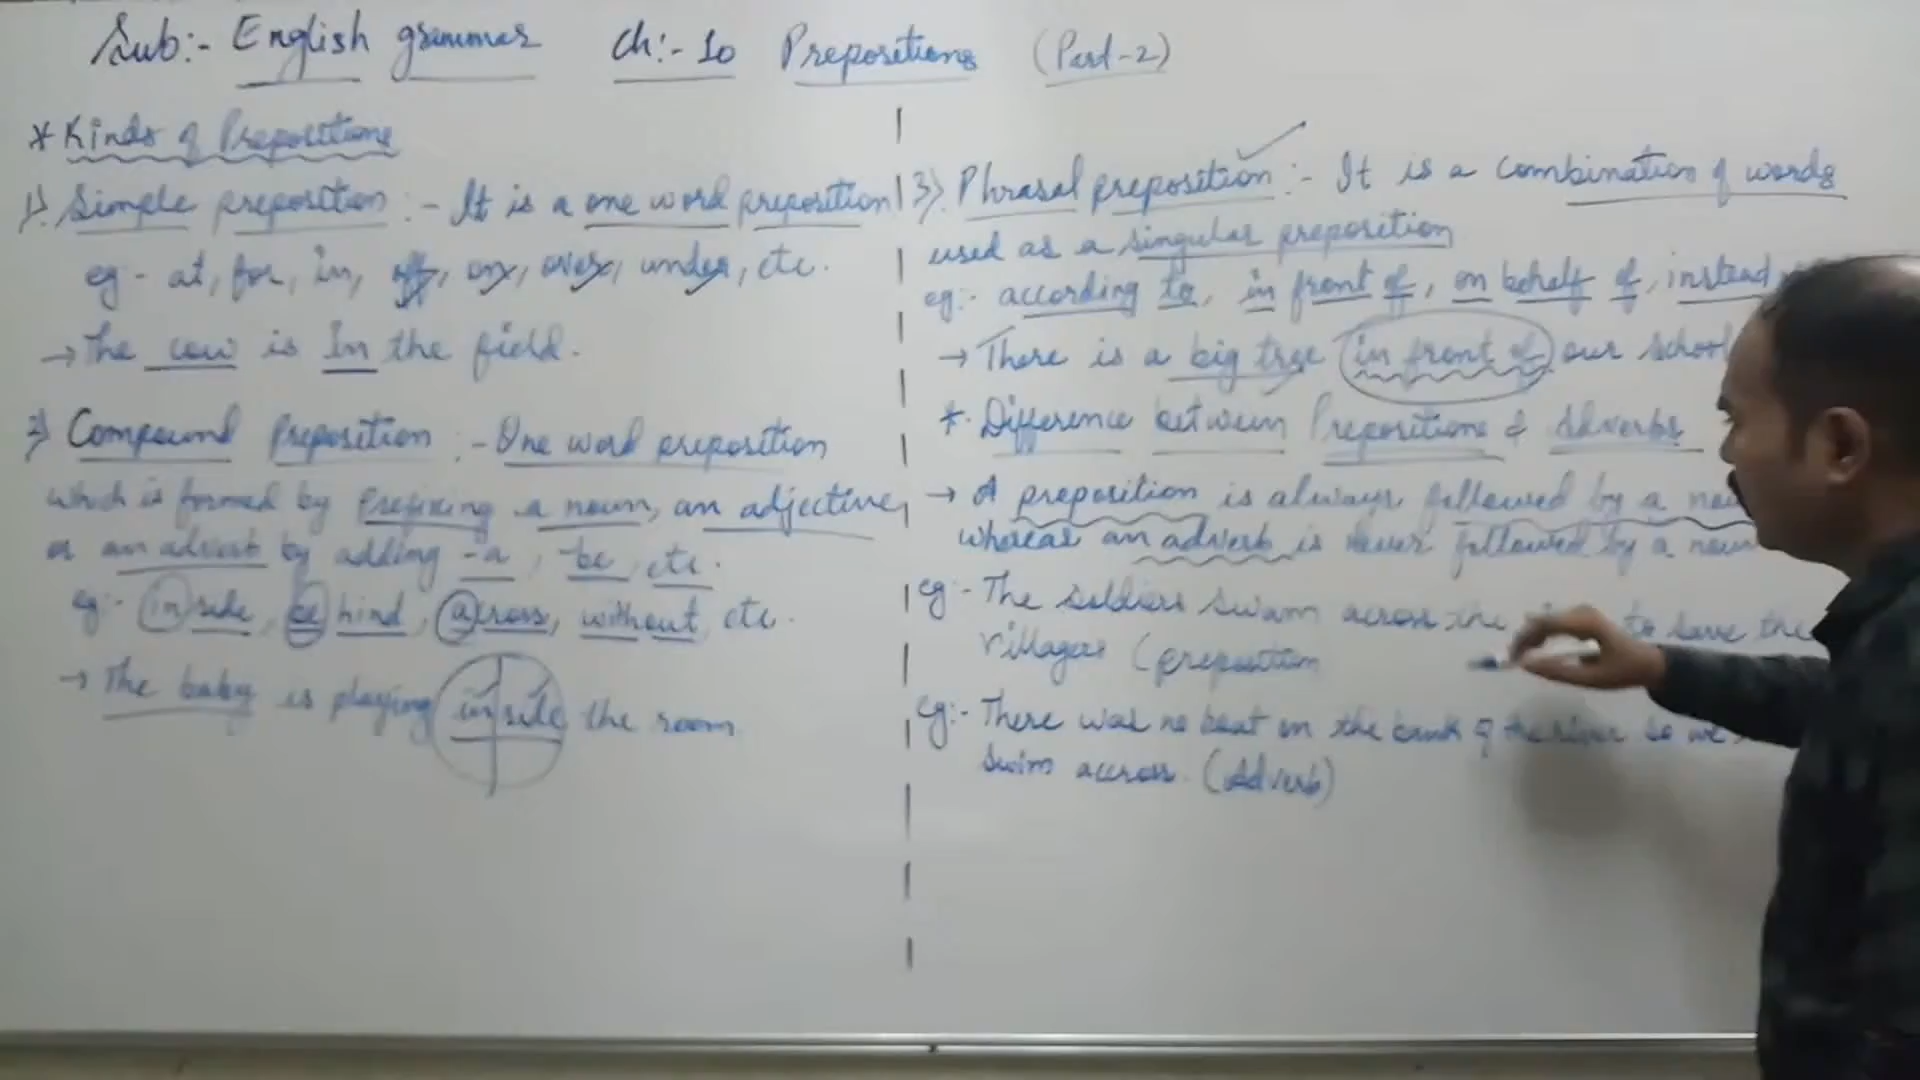 Sub:- English grammar Ch:- 10 Prepositions (Part-2)
* Kinds of Prepositions
1). Simple preposition :- It is a one word preposition
eg - at, for, in, off, on, over, under, etc.
→ The cow is In the field.
2) Compound Preposition :- One word preposition
which is formed by prefixing a noun, an adjective,
or an adverb by adding -a, -be, etc.
eg:- inside, behind, across, without etc.
→ The baby is playing inside the room.
3). Phrasal preposition :- It is a combination of words
used as a singular preposition
eg:- according to, in front of, on behalf of, instead
→ There is a big tree in front of our school
* Difference between Prepositions & Adverbs
→ A preposition is always followed by a noun
whereas an adverb is never followed by a noun
eg:- The soldiers swam across the to save the
villages (preposition
eg:- There was no boat on the bank of the river so we
swim across. (Adverb)